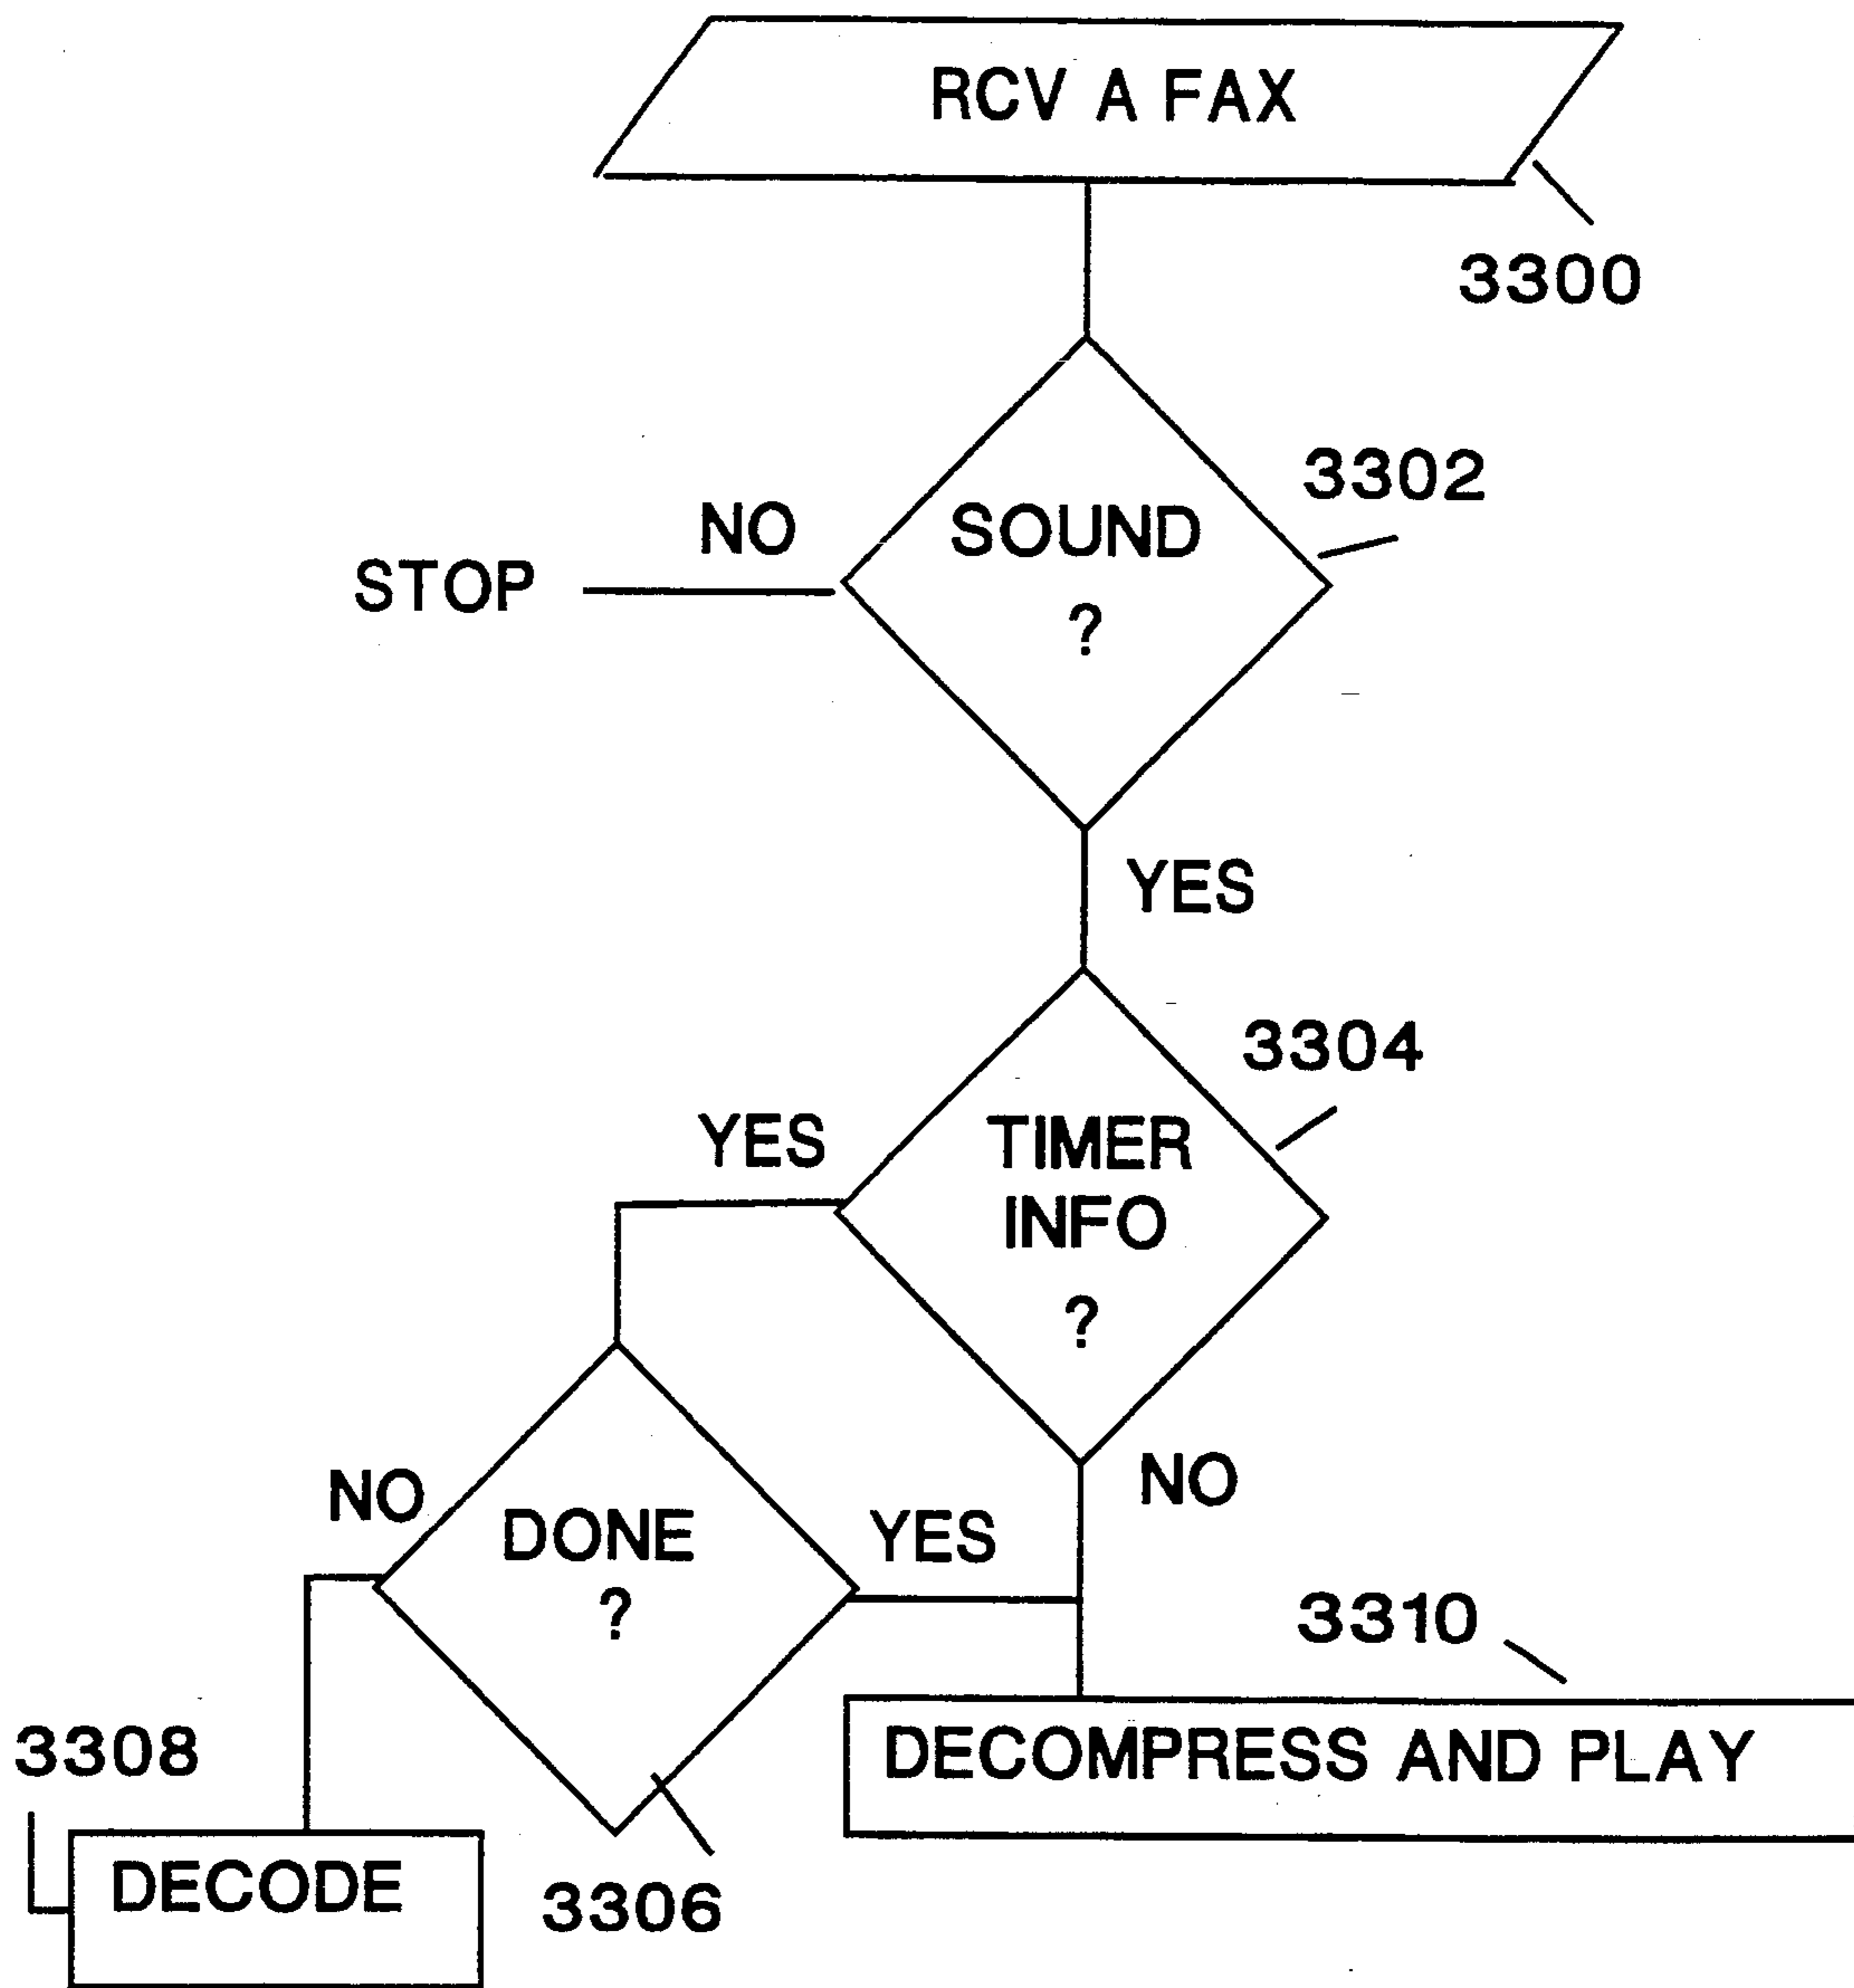 RCV A FAX
3300
3302
NO
SOUND
STOP
?
YES
3304
YES
TIMER
INFO
?
NO
NO
DONE
YES
?
3310
3308
DECOMPRESS AND PLAY
DECODE
3306